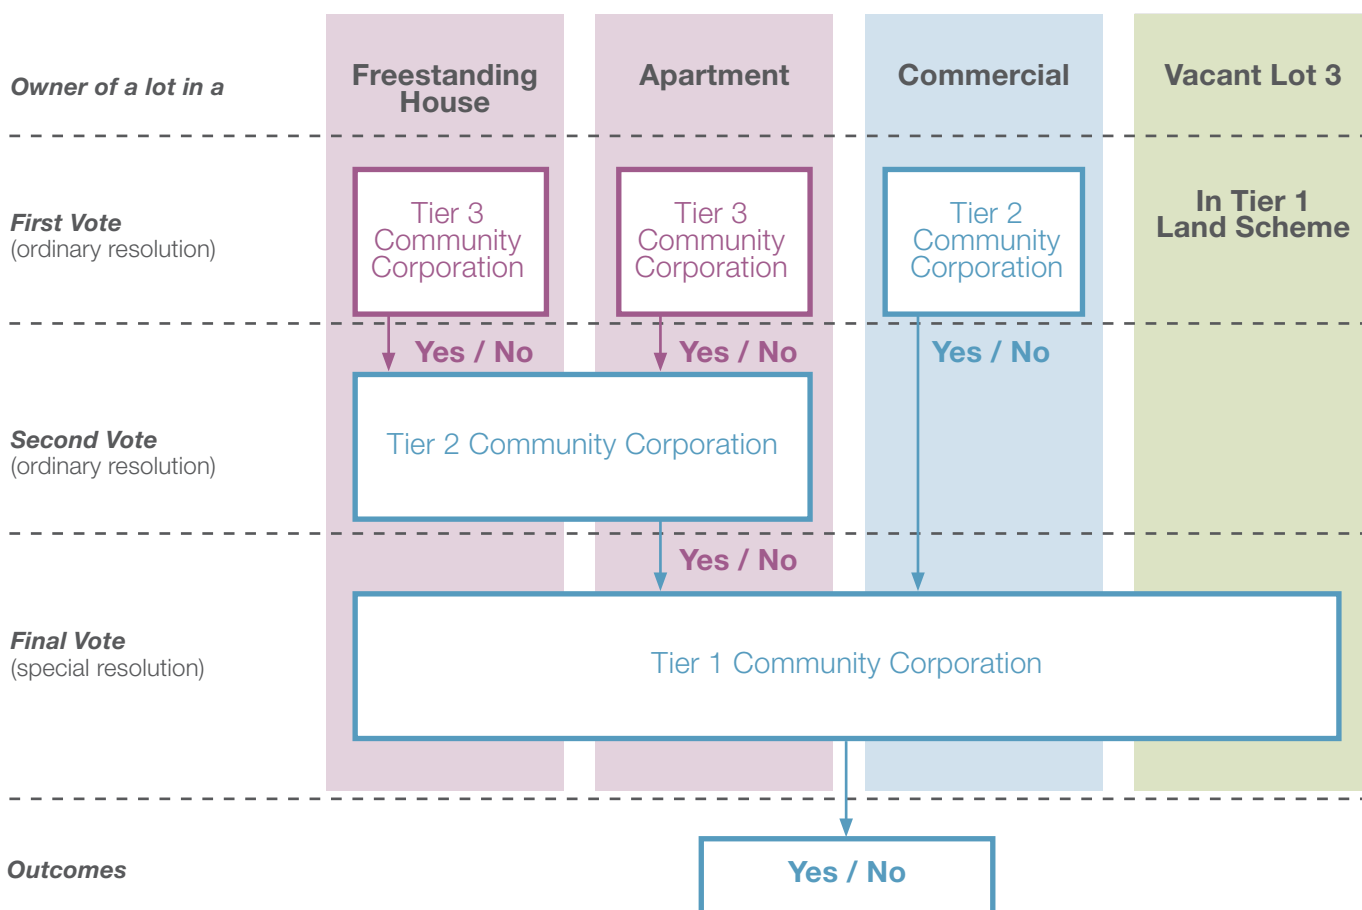 Owner of a lot in a
Freestanding
House
Apartment
Commercial
Vacant Lot 3
First Vote
(ordinary resolution)
Tier 3
Community
Corporation
Tier 3
Community
Corporation
Tier 2
Community
Corporation
In Tier 1
Land Scheme
Yes / No
Yes / No
Yes / No
Second Vote
(ordinary resolution)
Tier 2 Community Corporation
Yes / No
Final Vote
(special resolution)
Tier 1 Community Corporation
Outcomes
Yes / No